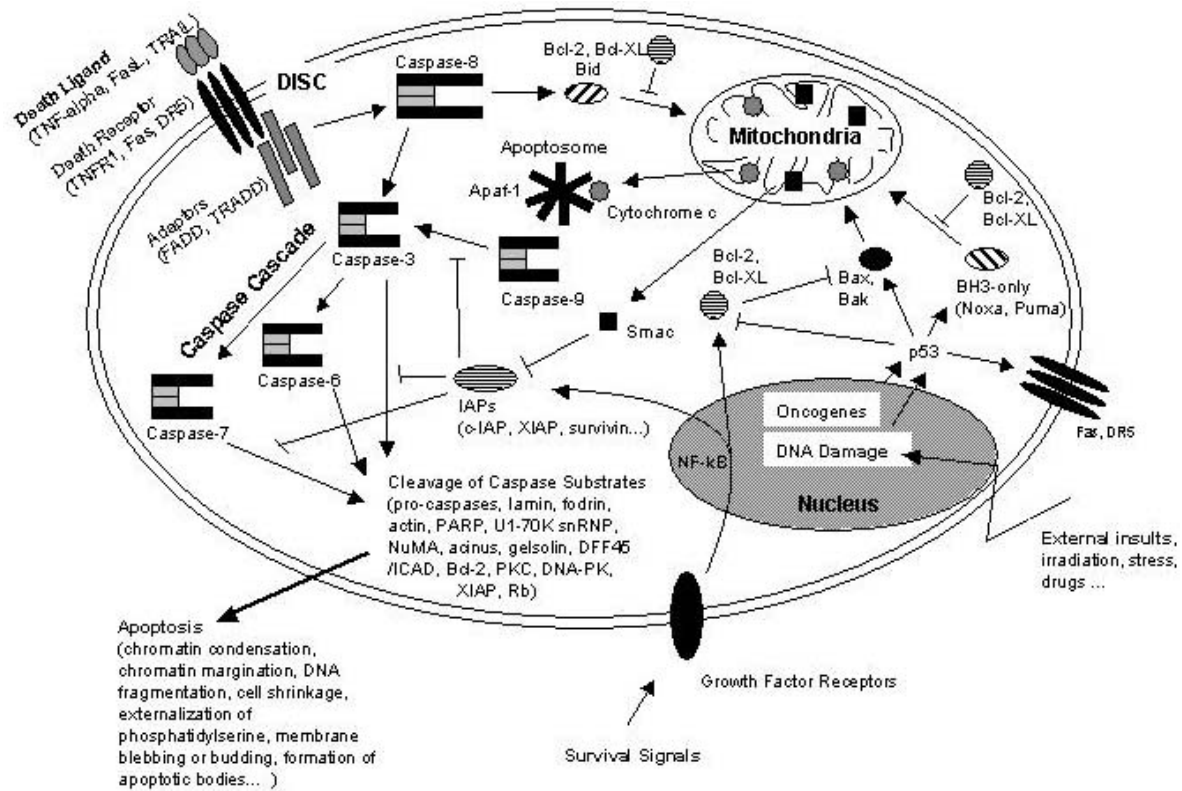 Death Ligand
(TNF-alpha, FasL, TRAIL)
Death Receptor
(TNFR1, Fas, DR5)
Adaptors
(FADD, TRADD)
DISC
Caspase-8
Bcl-2, Bcl-XL
Bid
Mitochondria
Apoptosome
Apaf-1
Cytochrome c
Bcl-2,
Bcl-XL
Caspase-3
Caspase Cascade
Caspase-9
Bcl-2,
Bcl-XL
Bax,
Bak
BH3-only
(Noxa, Puma)
Smac
p53
Caspase-6
Caspase-7
IAPs
(c-IAP, XIAP, survivin...)
Oncogenes
DNA Damage
NF-kB
Nucleus
Fas, DR5
Cleavage of Caspase Substrates
(pro-caspases, lamin, fodrin,
actin, PARP, U1-70K snRNP,
NuMA, acinus, gelsolin, DFF45
/ICAD, Bcl-2, PKC, DNA-PK,
XIAP, Rb)
External insults,
irradiation, stress,
drugs ...
Apoptosis
(chromatin condensation,
chromatin margination, DNA
fragmentation, cell shrinkage,
externalization of
phosphatidylserine, membrane
blebbing or budding, formation of
apoptotic bodies... )
Growth Factor Receptors
Survival Signals